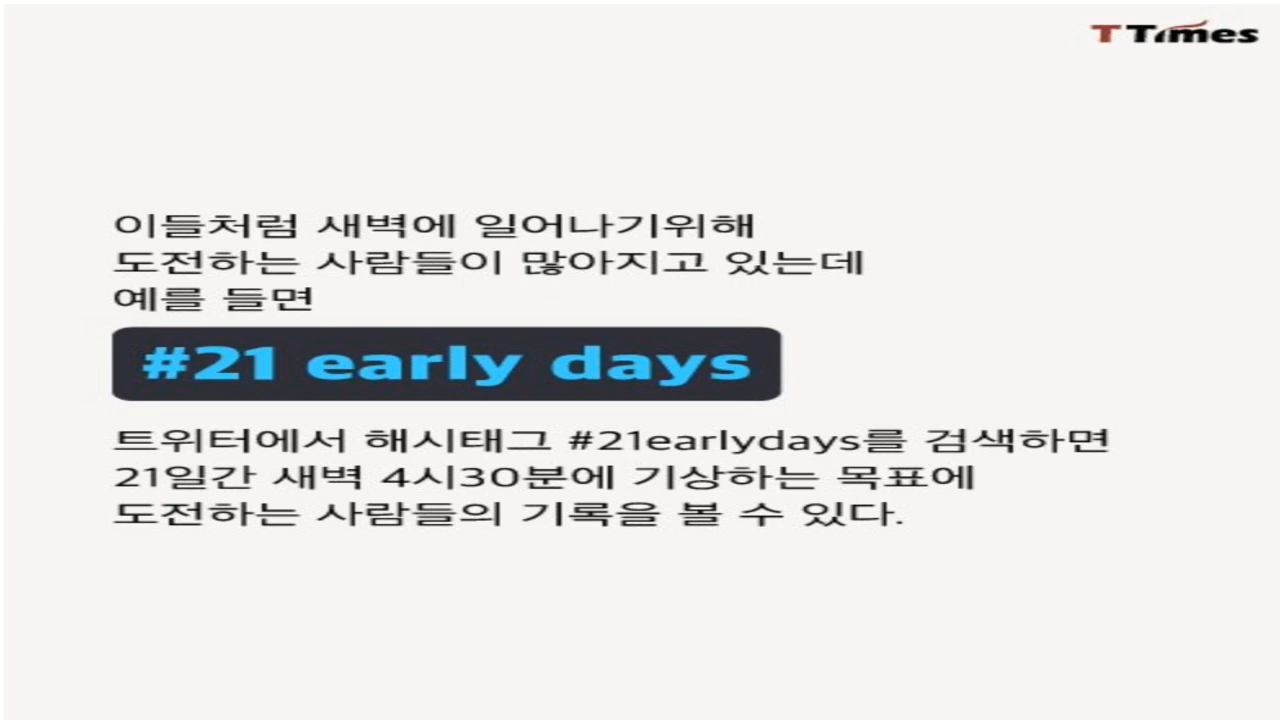 TTimes
이들처럼 새벽에 일어나기위해
도전하는 사람들이 많아지고 있는데
예를 들면
#21 early days
트위터에서 해시태그 #21earlydays를 검색하면
21일간 새벽 4시30분에 기상하는 목표에
도전하는 사람들의 기록을 볼 수 있다.